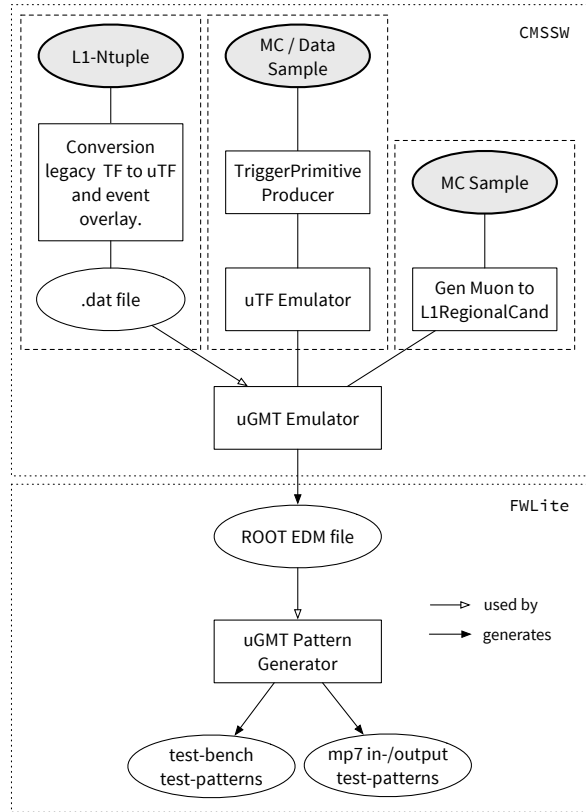 CMSSW
L1-Ntuple
MC / Data
Sample
Conversion
legacy TF to uTF
and event
overlay.
TriggerPrimitive
Producer
MC Sample
.dat file
uTF Emulator
Gen Muon to
L1RegionalCand
uGMT Emulator
FWLite
ROOT EDM file
used by
generates
uGMT Pattern
Generator
test-bench
test-patterns
mp7 in-/output
test-patterns